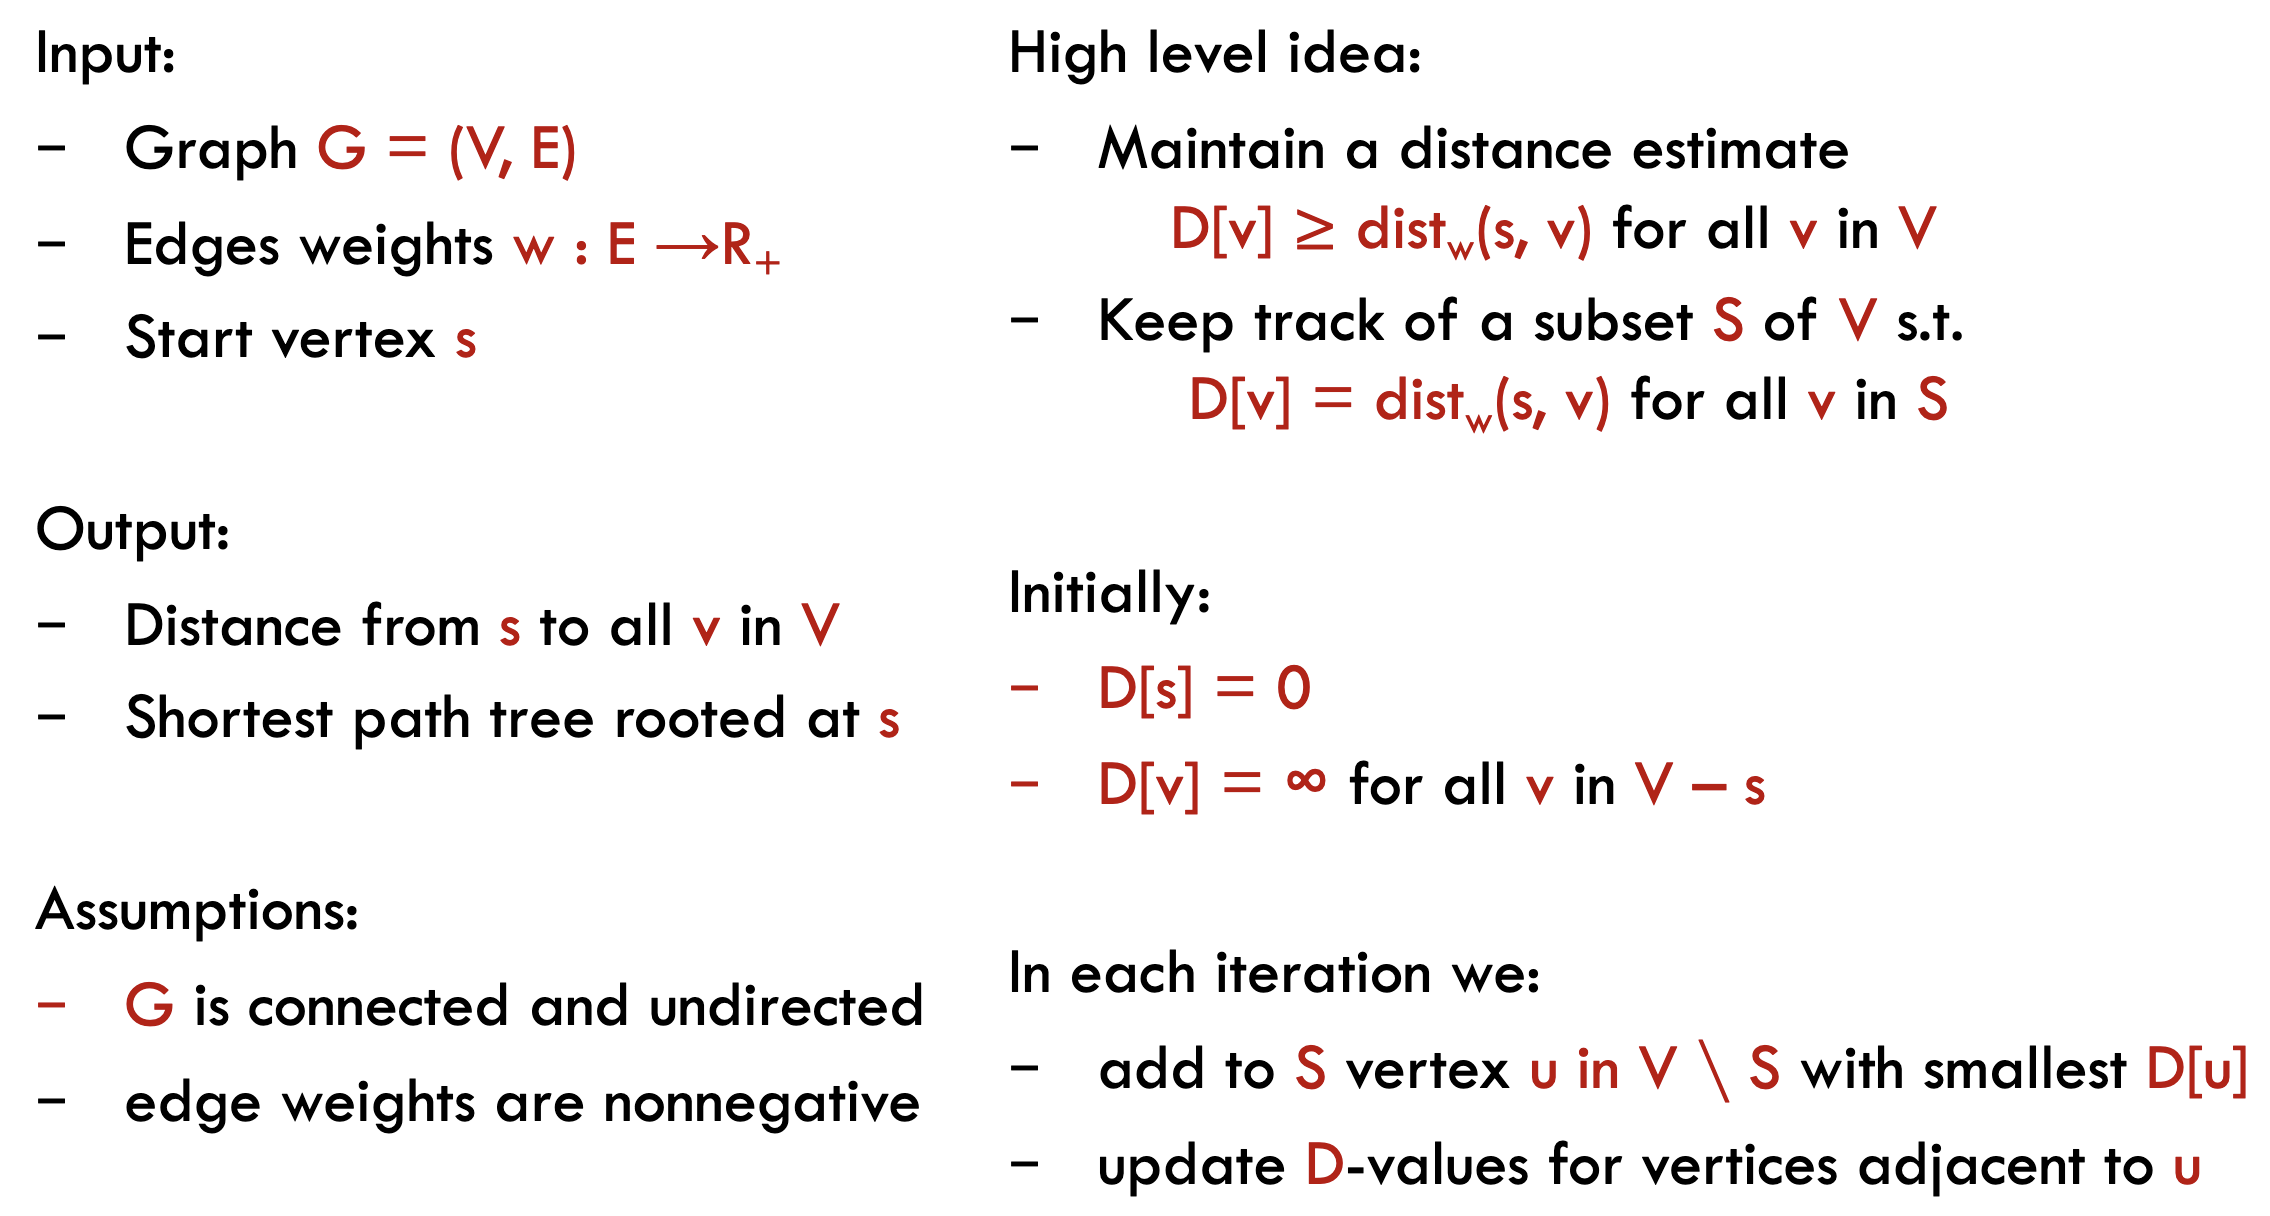 Input:
– Graph G = (V, E)
– Edges weights w : E →R₊
– Start vertex s
Output:
– Distance from s to all v in V
– Shortest path tree rooted at s
Assumptions:
– G is connected and undirected
– edge weights are nonnegative
High level idea:
– Maintain a distance estimate
D[v] ≥ dist_w(s, v) for all v in V
– Keep track of a subset S of V s.t.
D[v] = dist_w(s, v) for all v in S
Initially:
– D[s] = 0
– D[v] = ∞ for all v in V – s
In each iteration we:
– add to S vertex u in V \ S with smallest D[u]
– update D-values for vertices adjacent to u